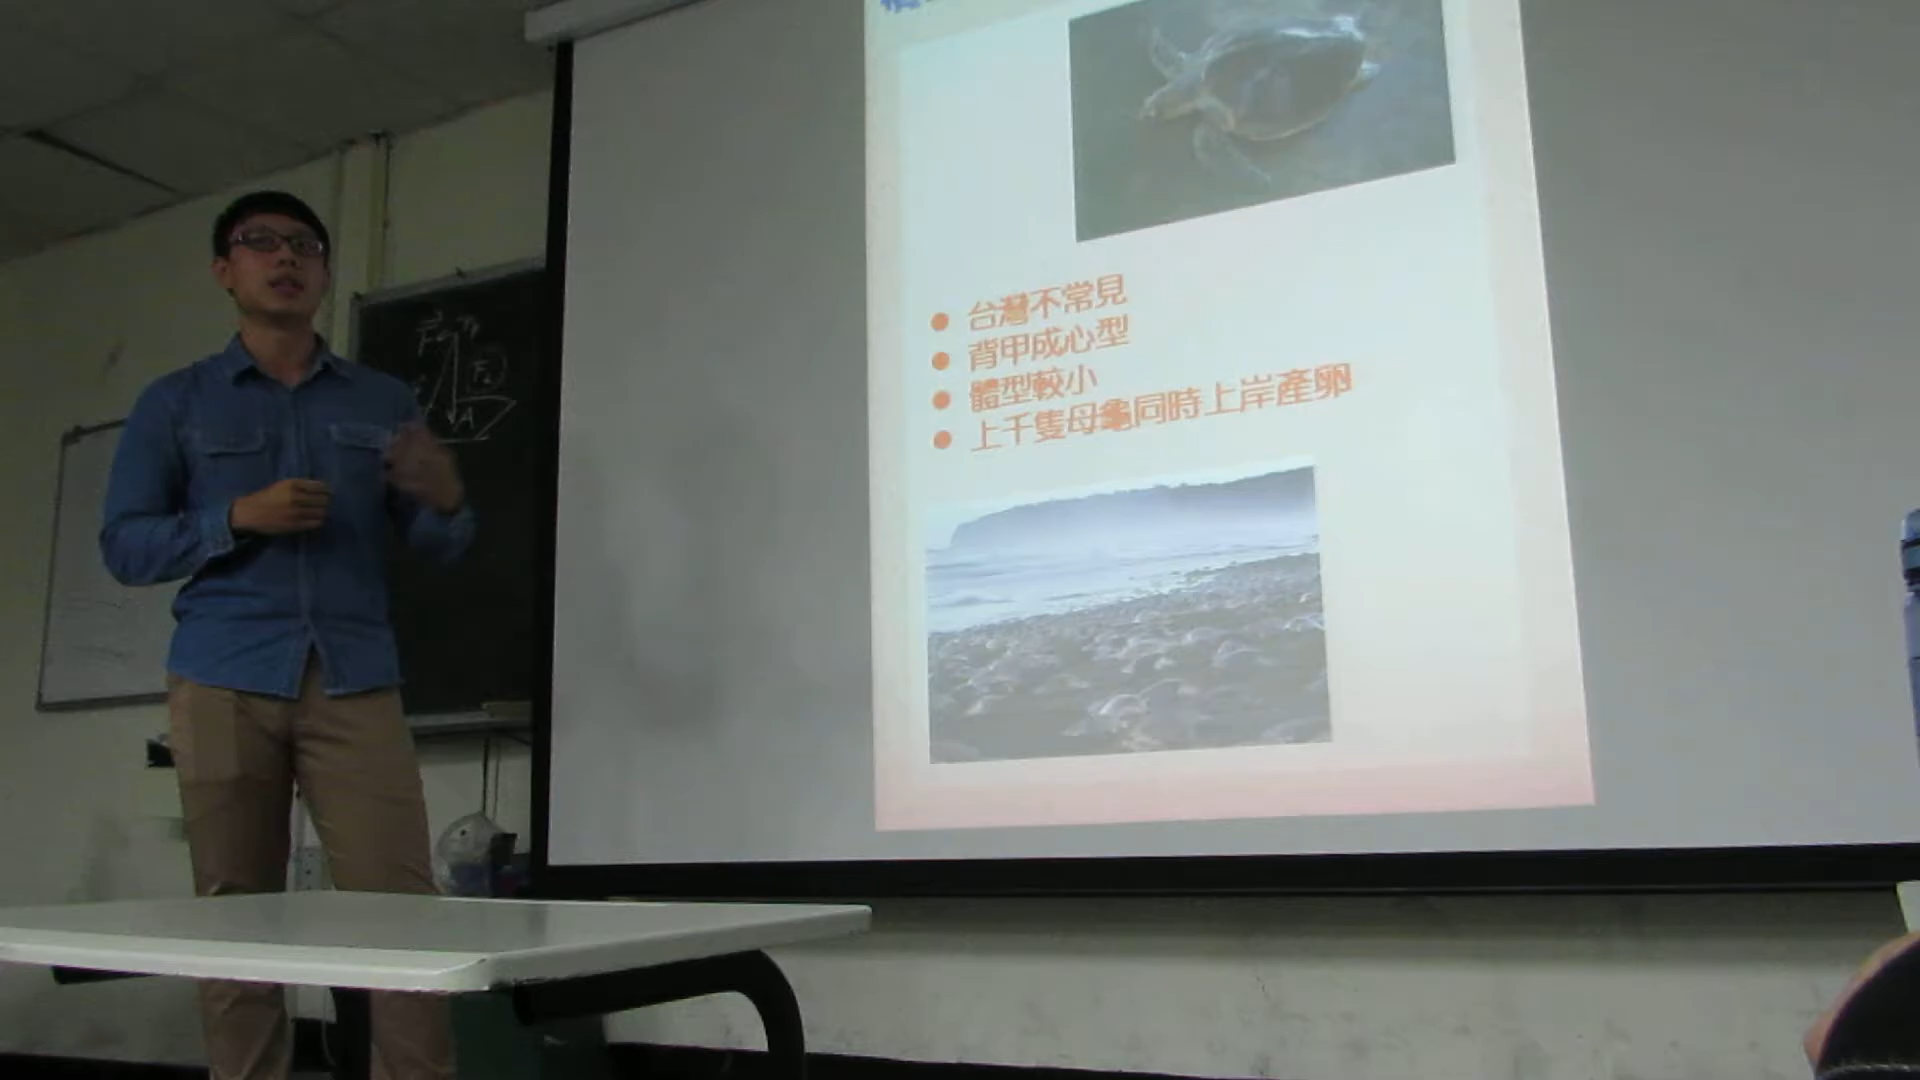 台灣不常見
背甲成心型
體型較小
上千隻母龜同時上岸產卵